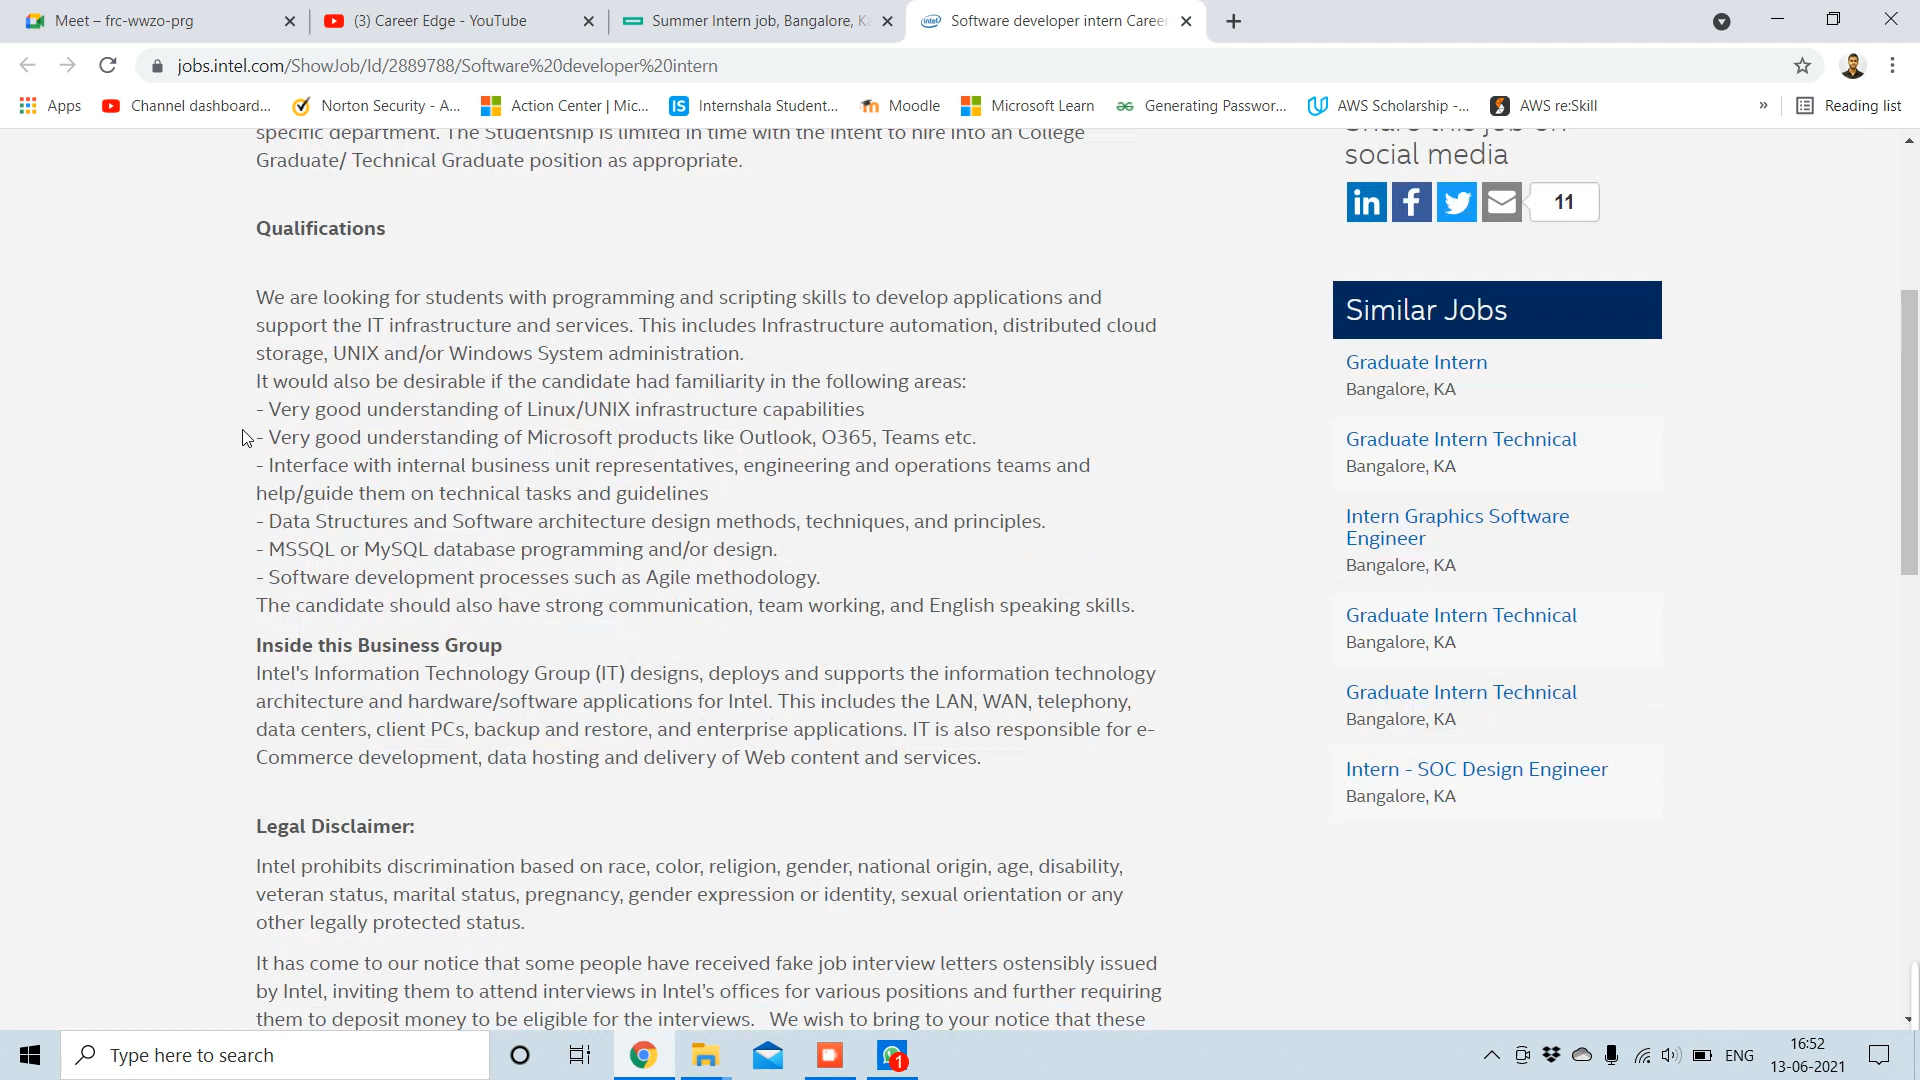 Meet – frc-wwzo-prg
(3) Career Edge - YouTube
Summer Intern job, Bangalore, Ka
intel
Software developer intern Career
jobs.intel.com/ShowJob/Id/2889788/Software%20developer%20intern
Apps
Channel dashboard...
Norton Security - A...
Action Center | Mic...
IS Internshala Student...
Moodle
Microsoft Learn
Generating Passwor...
AWS Scholarship -...
AWS re:Skill
»
Reading list
specific department. The Studentship is limited in time with the intent to hire into an College
Graduate/ Technical Graduate position as appropriate.
Qualifications
We are looking for students with programming and scripting skills to develop applications and
support the IT infrastructure and services. This includes Infrastructure automation, distributed cloud
storage, UNIX and/or Windows System administration.
It would also be desirable if the candidate had familiarity in the following areas:
- Very good understanding of Linux/UNIX infrastructure capabilities
- Very good understanding of Microsoft products like Outlook, O365, Teams etc.
- Interface with internal business unit representatives, engineering and operations teams and
help/guide them on technical tasks and guidelines
- Data Structures and Software architecture design methods, techniques, and principles.
- MSSQL or MySQL database programming and/or design.
- Software development processes such as Agile methodology.
The candidate should also have strong communication, team working, and English speaking skills.
Inside this Business Group
Intel's Information Technology Group (IT) designs, deploys and supports the information technology
architecture and hardware/software applications for Intel. This includes the LAN, WAN, telephony,
data centers, client PCs, backup and restore, and enterprise applications. IT is also responsible for e-
Commerce development, data hosting and delivery of Web content and services.
Legal Disclaimer:
Intel prohibits discrimination based on race, color, religion, gender, national origin, age, disability,
veteran status, marital status, pregnancy, gender expression or identity, sexual orientation or any
other legally protected status.
It has come to our notice that some people have received fake job interview letters ostensibly issued
by Intel, inviting them to attend interviews in Intel’s offices for various positions and further requiring
them to deposit money to be eligible for the interviews. We wish to bring to your notice that these
Share this job on
social media
in f
11
Similar Jobs
Graduate Intern
Bangalore, KA
Graduate Intern Technical
Bangalore, KA
Intern Graphics Software
Engineer
Bangalore, KA
Graduate Intern Technical
Bangalore, KA
Graduate Intern Technical
Bangalore, KA
Intern - SOC Design Engineer
Bangalore, KA
Type here to search
1
ENG
16:52
13-06-2021